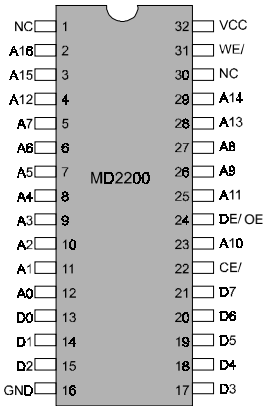 NC 1 32 VCC
A16 2 31 WE/
A15 3 30 NC
A12 4 29 A14
A7 5 28 A13
A6 6 27 A8
A5 7 26 A9
MD2200
A4 8 25 A11
A3 9 24 DE/ OE
A2 10 23 A10
A1 11 22 CE/
A0 12 21 D7
D0 13 20 D6
D1 14 19 D5
D2 15 18 D4
GND 16 17 D3